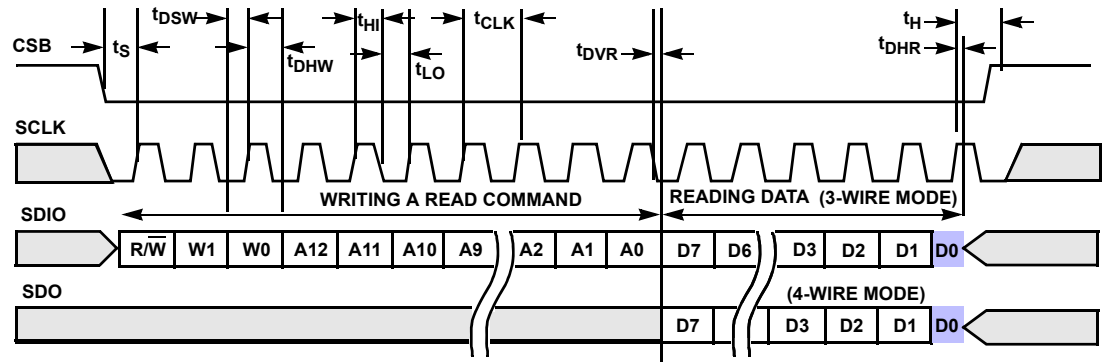 tDSW tHI tCLK tH
CSB tS tDVR tDHR
tDHW tLO
SCLK
WRITING A READ COMMAND READING DATA (3-WIRE MODE)
SDIO
R/W W1 W0 A12 A11 A10 A9 A2 A1 A0 D7 D6 D3 D2 D1 D0
SDO (4-WIRE MODE)
D7 D3 D2 D1 D0